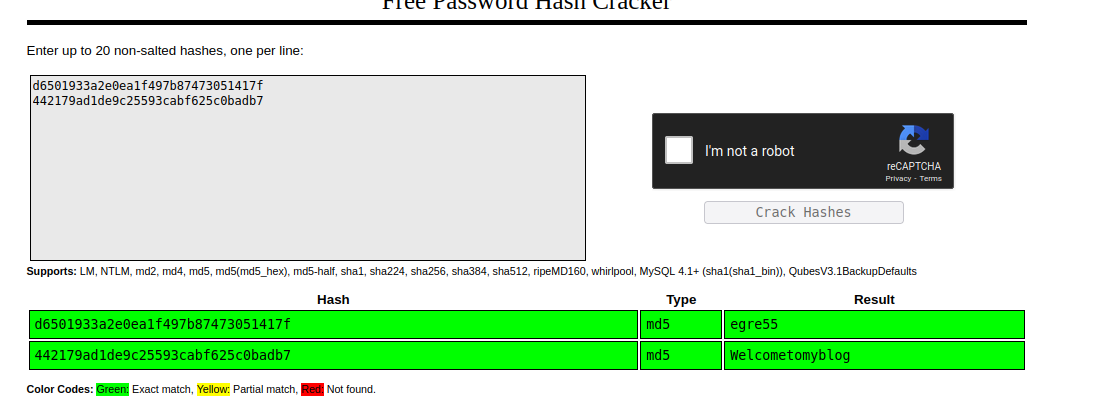 Free Password Hash Cracker
Enter up to 20 non-salted hashes, one per line:
d6501933a2e0ea1f497b87473051417f
442179ad1de9c25593cabf625c0badb7
I'm not a robot
reCAPTCHA
Privacy - Terms
Crack Hashes
Supports: LM, NTLM, md2, md4, md5, md5(md5_hex), md5-half, sha1, sha224, sha256, sha384, sha512, ripeMD160, whirlpool, MySQL 4.1+ (sha1(sha1_bin)), QubesV3.1BackupDefaults
Hash Type Result
d6501933a2e0ea1f497b87473051417f md5 egre55
442179ad1de9c25593cabf625c0badb7 md5 Welcometomyblog
Color Codes: Green: Exact match, Yellow: Partial match, Red: Not found.